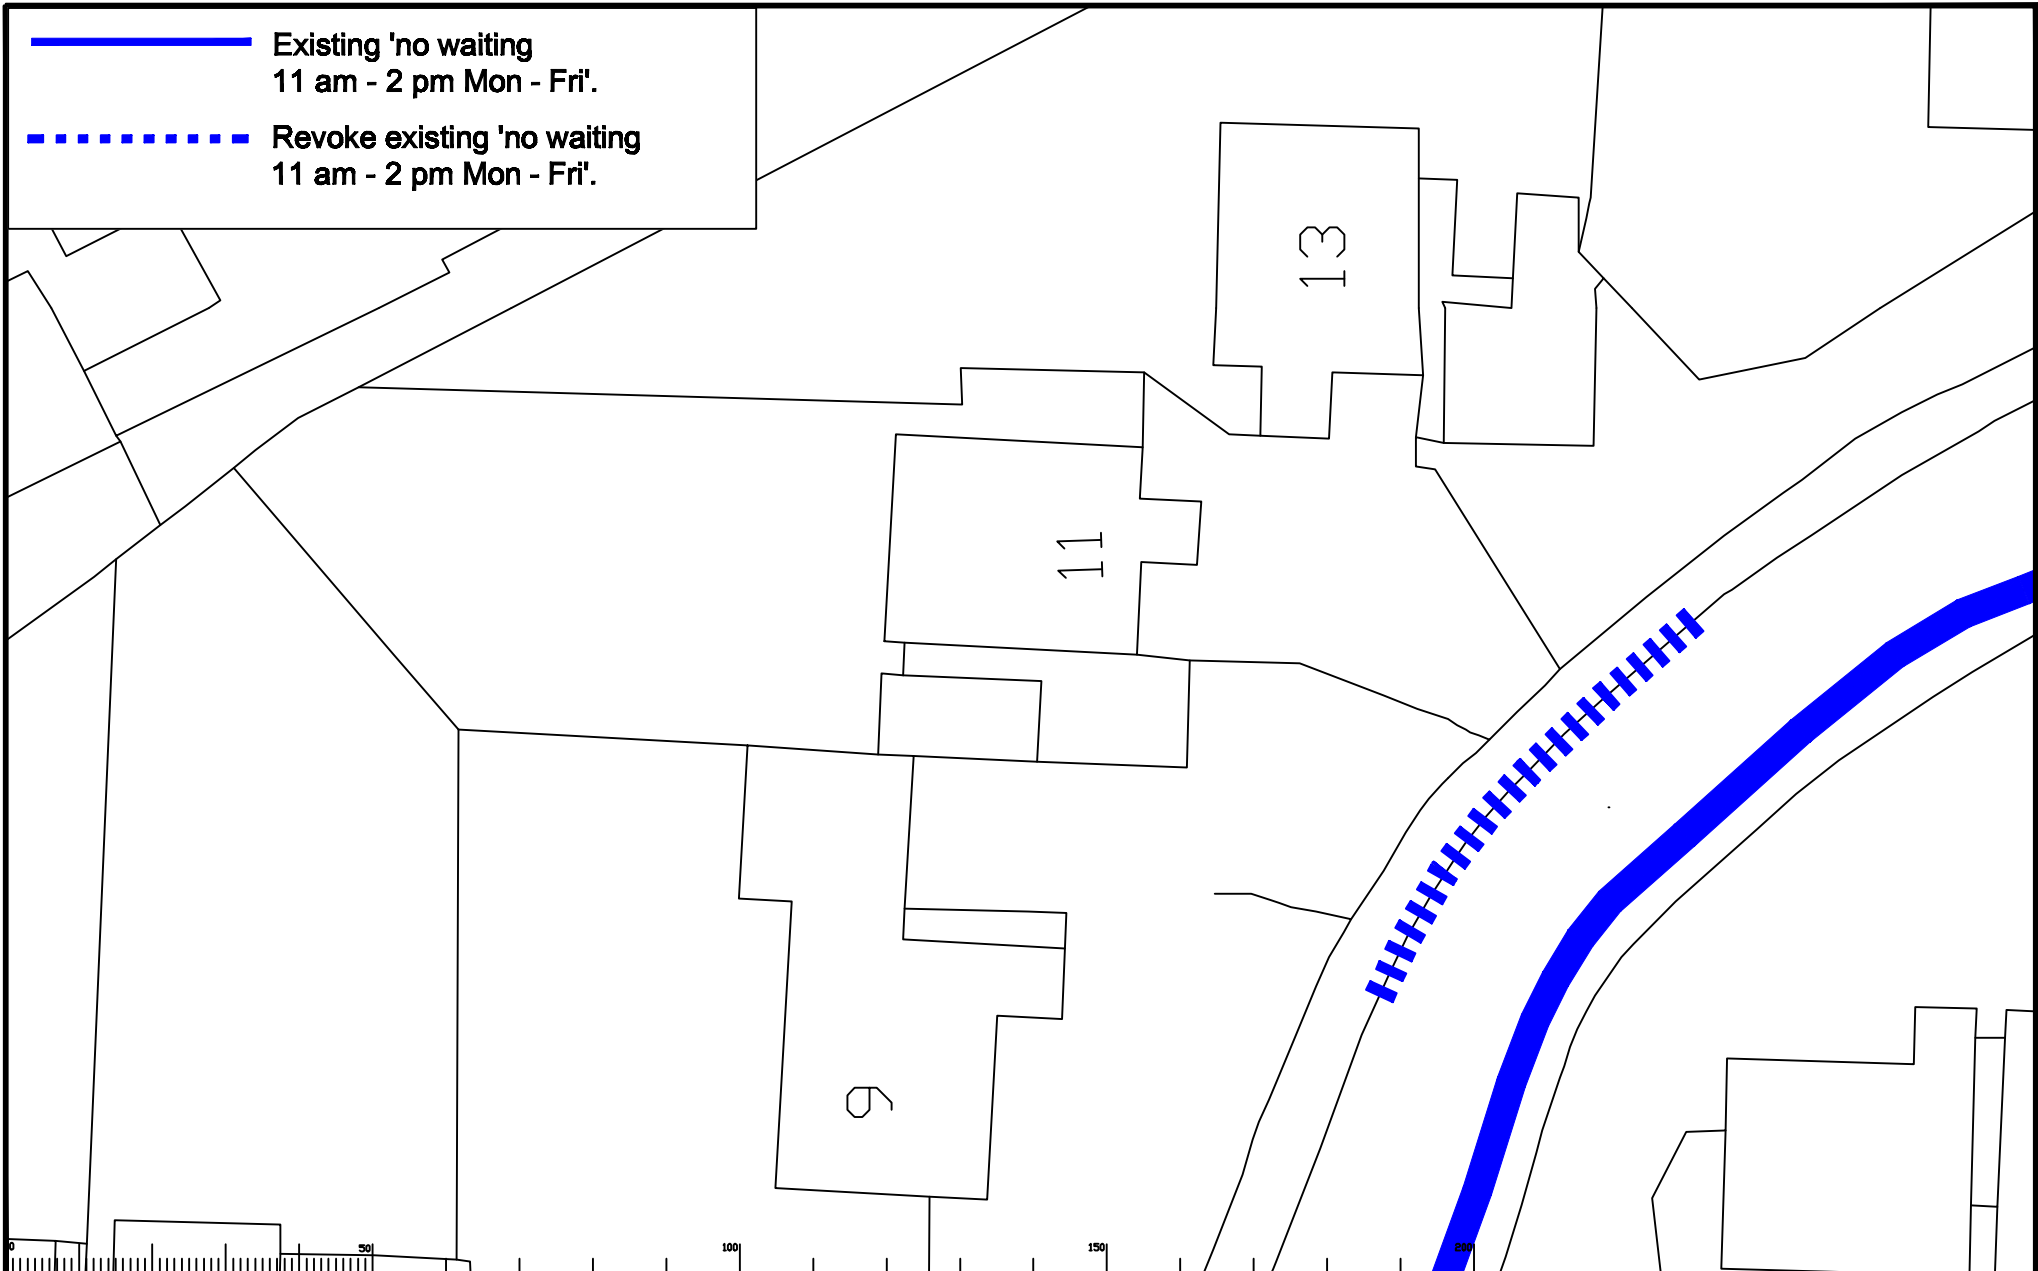 Existing 'no waiting
11 am - 2 pm Mon - Fri'.
Revoke existing 'no waiting
11 am - 2 pm Mon - Fri'.
13
11
9
0 50 100 150 200